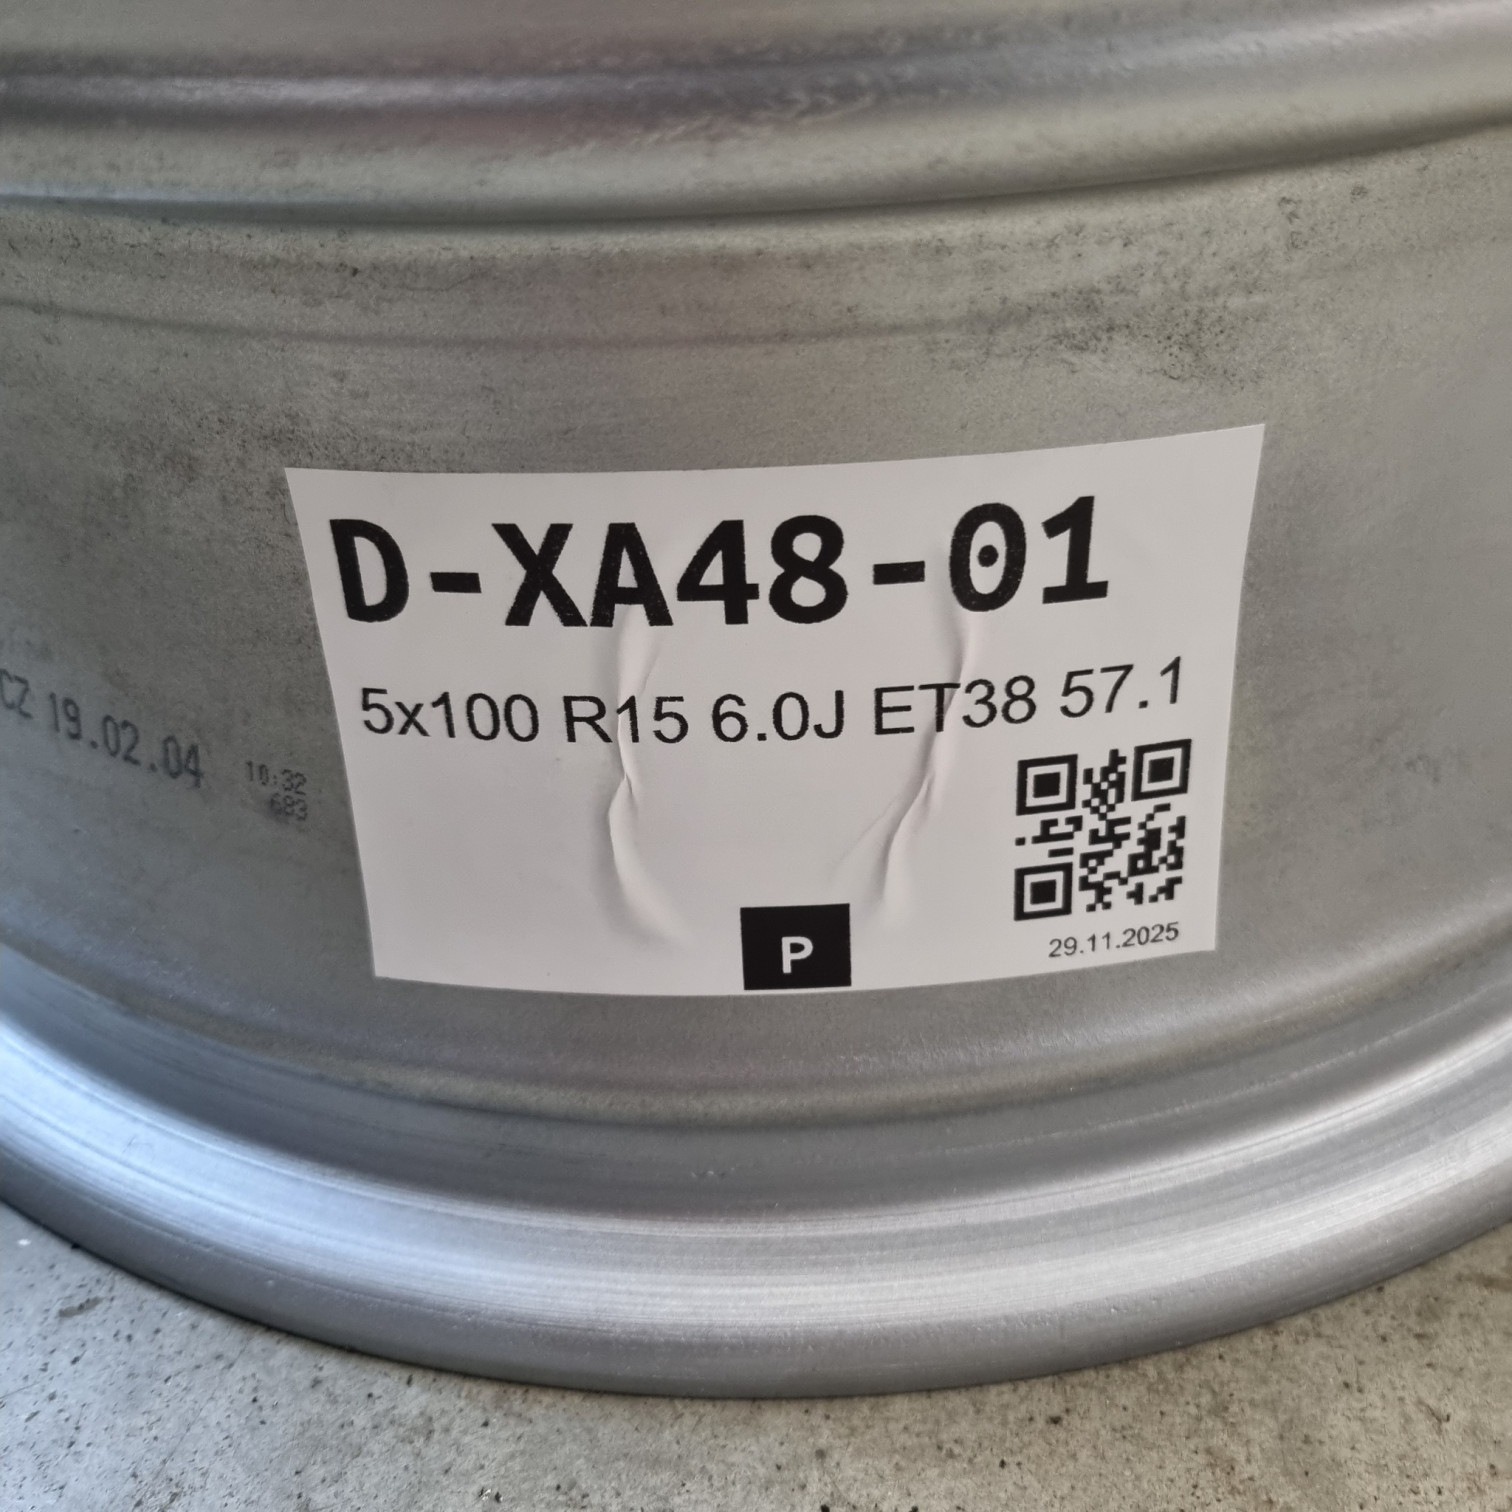 D-XA48-01
5x100 R15 6.0J ET38 57.1
CZ 19.02.04
10:32
683
P
29.11.2025